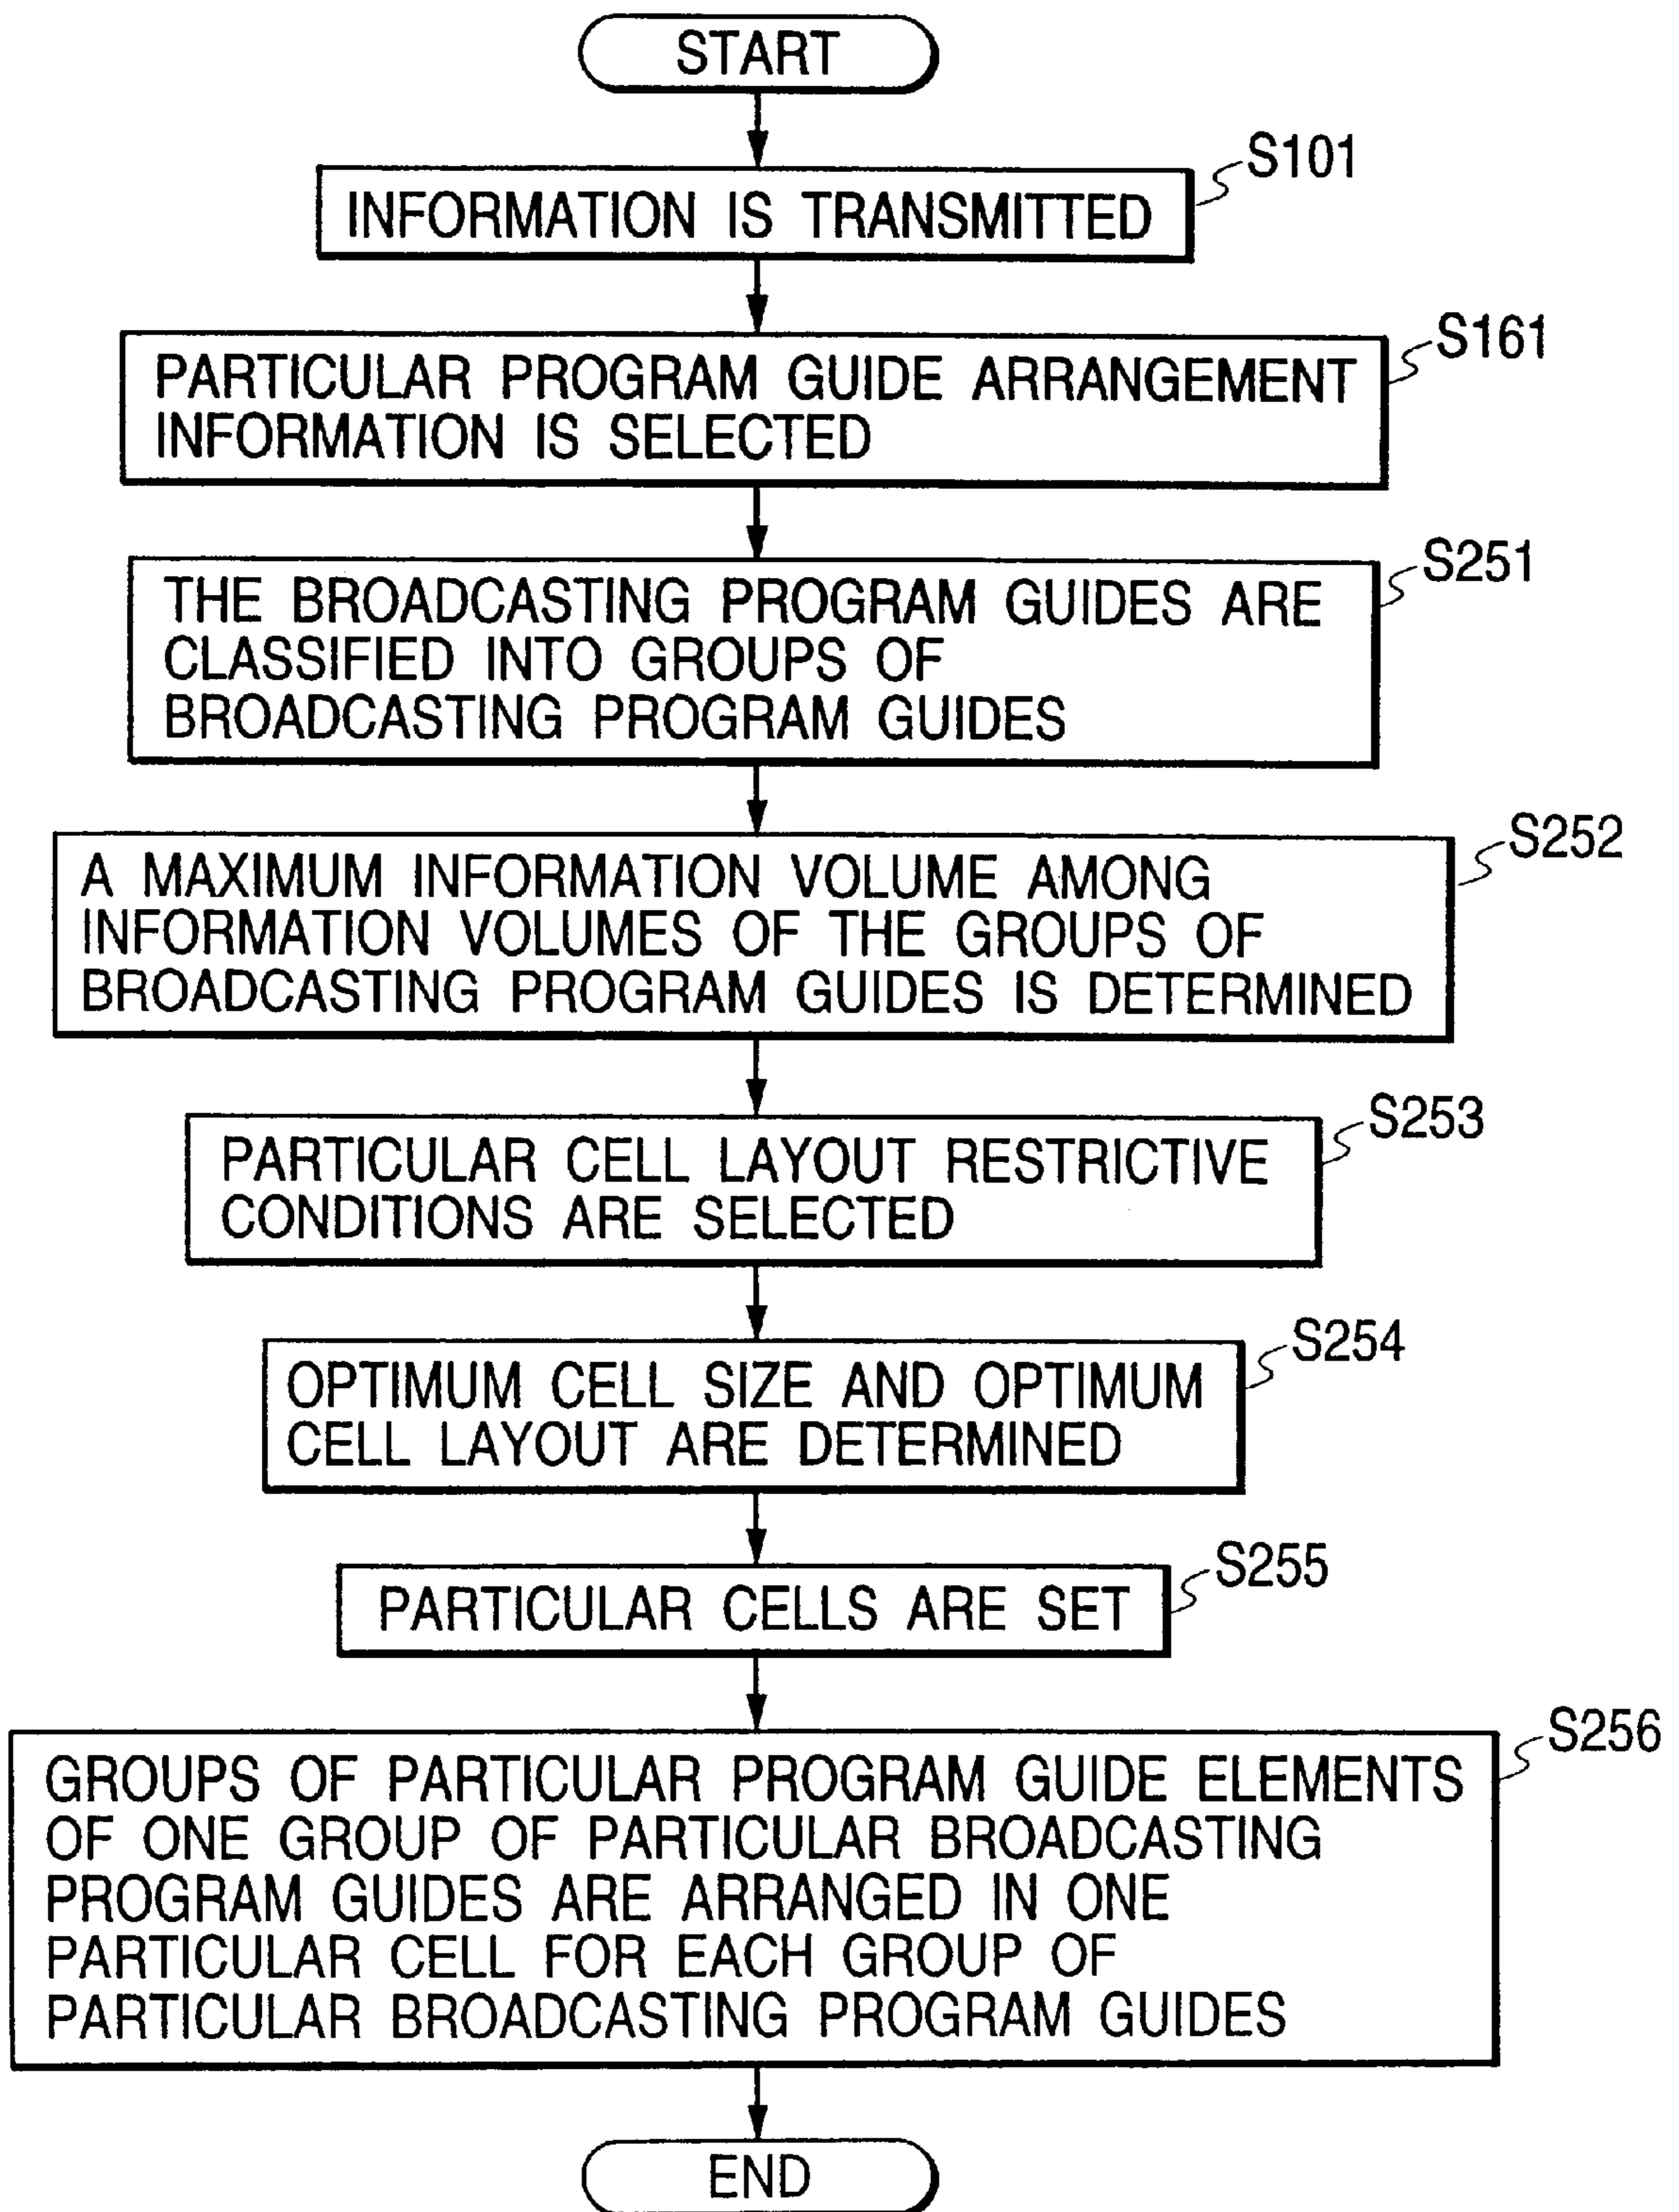 START
S101
INFORMATION IS TRANSMITTED
S161
PARTICULAR PROGRAM GUIDE ARRANGEMENT
INFORMATION IS SELECTED
S251
THE BROADCASTING PROGRAM GUIDES ARE
CLASSIFIED INTO GROUPS OF
BROADCASTING PROGRAM GUIDES
S252
A MAXIMUM INFORMATION VOLUME AMONG
INFORMATION VOLUMES OF THE GROUPS OF
BROADCASTING PROGRAM GUIDES IS DETERMINED
S253
PARTICULAR CELL LAYOUT RESTRICTIVE
CONDITIONS ARE SELECTED
S254
OPTIMUM CELL SIZE AND OPTIMUM
CELL LAYOUT ARE DETERMINED
S255
PARTICULAR CELLS ARE SET
S256
GROUPS OF PARTICULAR PROGRAM GUIDE ELEMENTS
OF ONE GROUP OF PARTICULAR BROADCASTING
PROGRAM GUIDES ARE ARRANGED IN ONE
PARTICULAR CELL FOR EACH GROUP OF
PARTICULAR BROADCASTING PROGRAM GUIDES
END